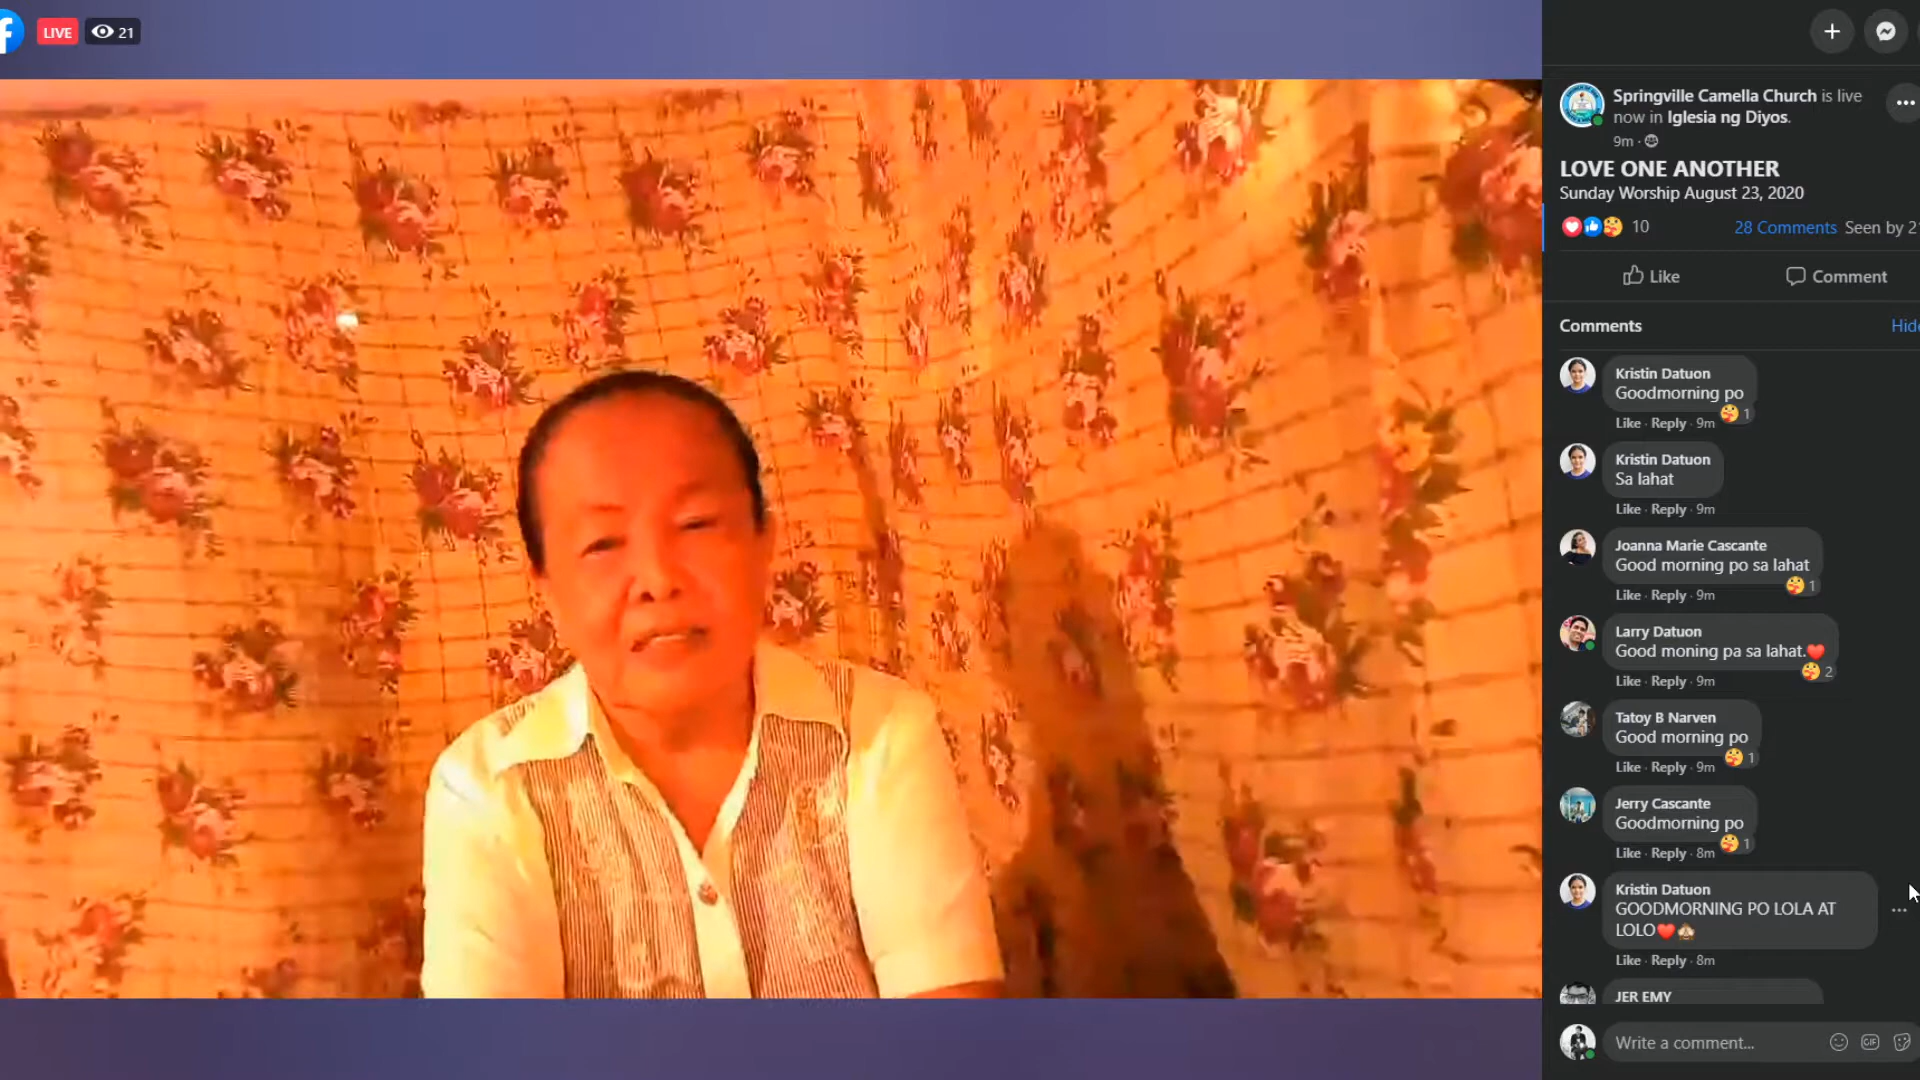 LIVE 21
Springville Camella Church is live
now in Iglesia ng Diyos.
9m ·
LOVE ONE ANOTHER
Sunday Worship August 23, 2020
10 28 Comments Seen by
Like Comment
Comments
Kristin Datuon
Goodmorning po
1
Like · Reply · 9m
Kristin Datuon
Sa lahat
Like · Reply · 9m
Joanna Marie Cascante
Good morning po sa lahat
1
Like · Reply · 9m
Larry Datuon
Good moning pa sa lahat.❤️
2
Like · Reply · 9m
Tatoy B Narven
Good morning po
1
Like · Reply · 9m
Jerry Cascante
Goodmorning po
1
Like · Reply · 8m
Kristin Datuon
GOODMORNING PO LOLA AT
LOLO❤️🙈
Like · Reply · 8m
JER EMY
Write a comment...
GIF